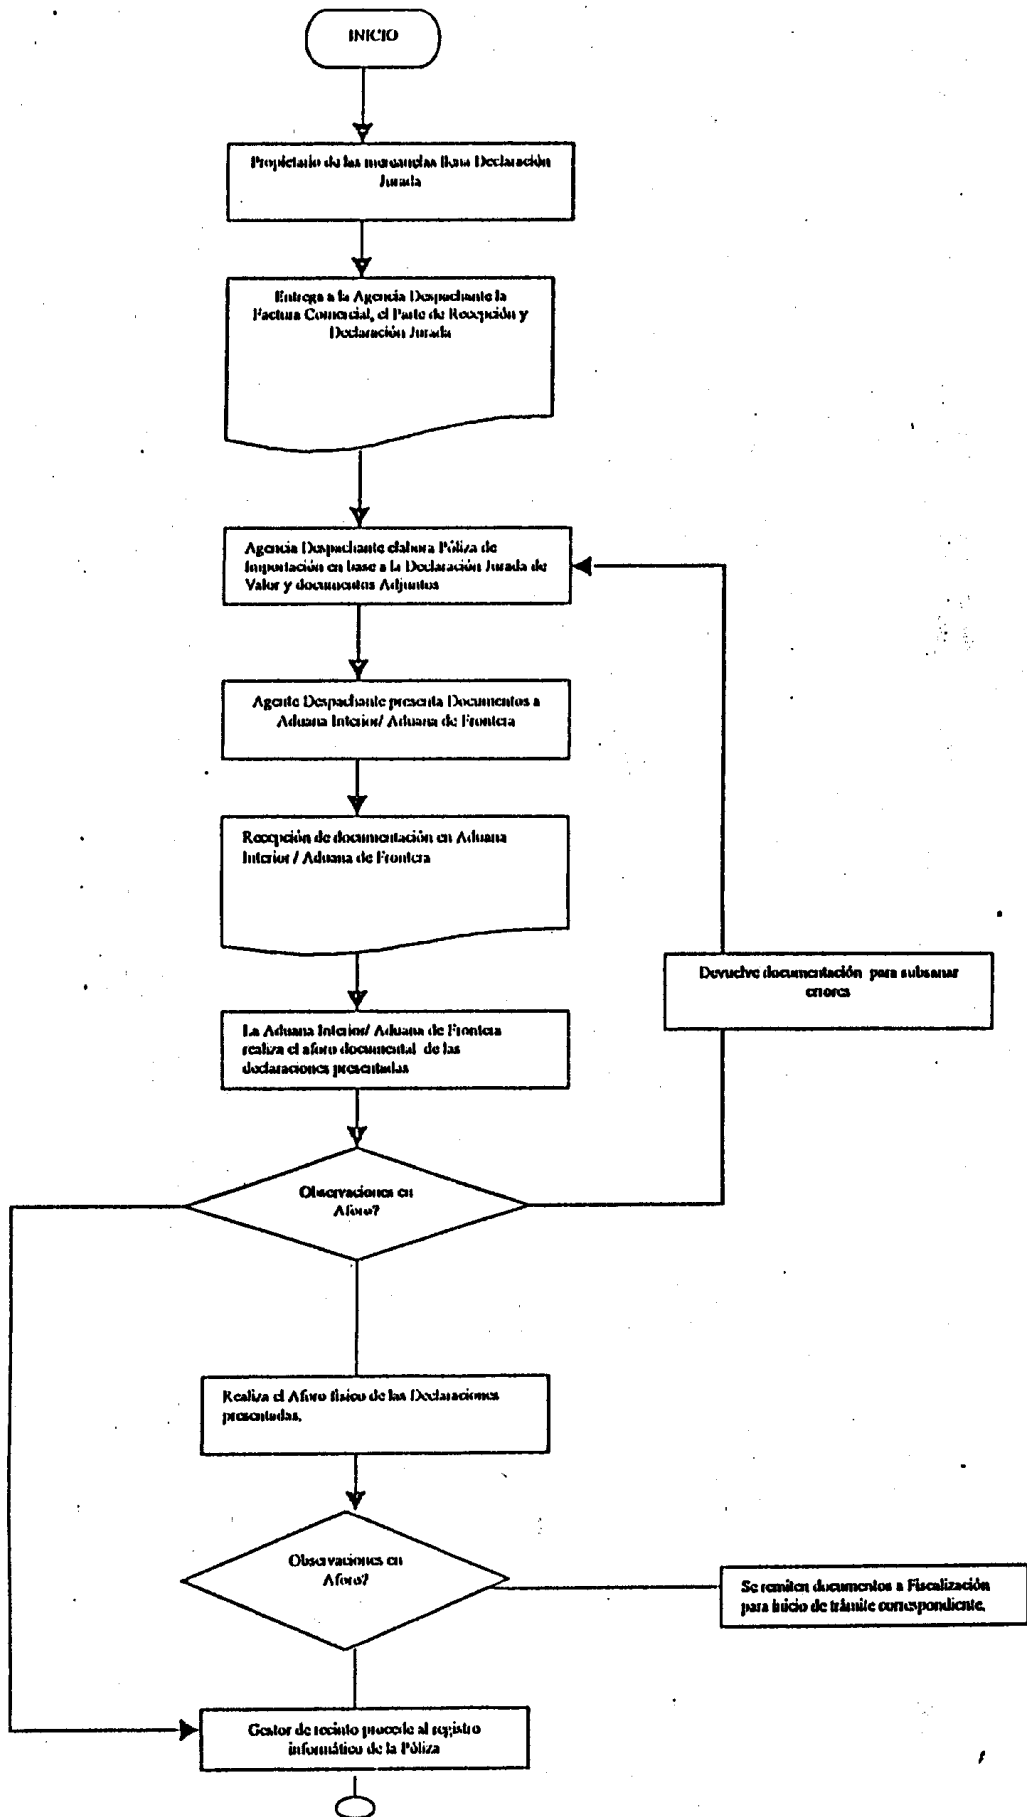 INICIO
Propietario de las mercancías llena Declaración
Jurada
Entrega a la Agencia Despachante la
Factura Comercial, el Parte de Recepción y
Declaración Jurada
Agencia Despachante elabora Póliza de
Importación en base a la Declaración Jurada de
Valor y documentos Adjuntos
Agente Despachante presenta Documentos a
Aduana Interior/ Aduana de Frontera
Recepción de documentación en Aduana
Interior / Aduana de Frontera
Devuelve documentación para subsanar
errores
La Aduana Interior/ Aduana de Frontera
realiza el aforo documental de las
declaraciones presentadas
Observaciones en
Aforo?
Realiza el Aforo físico de las Declaraciones
presentadas.
Observaciones en
Aforo?
Se remiten documentos a Fiscalización
para inicio de trámite correspondiente.
Gestor de recinto procede al registro
informático de la Póliza